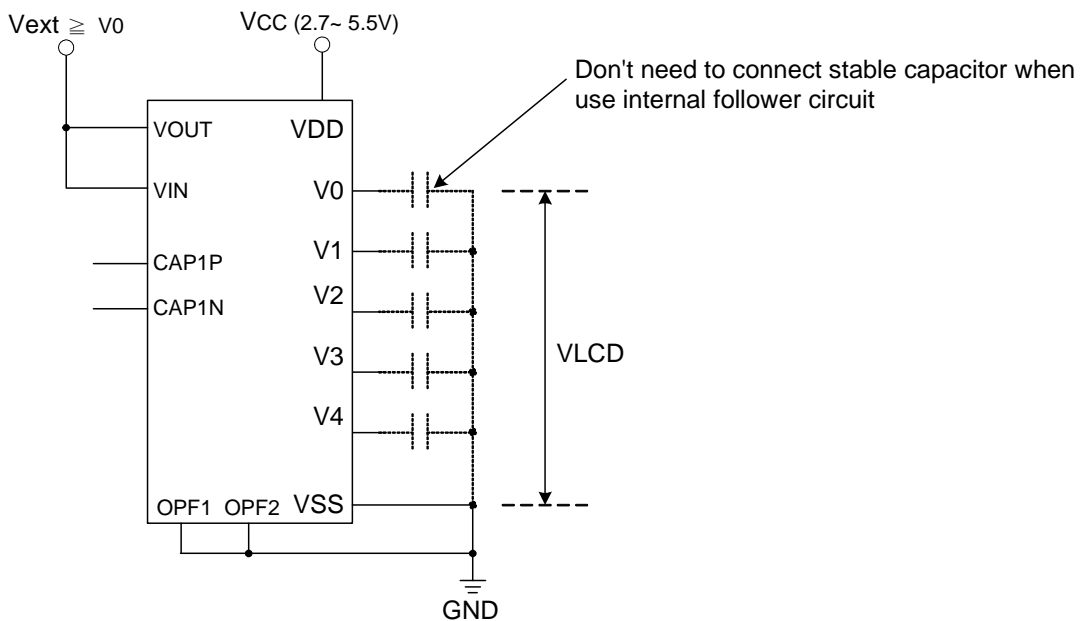 Vext ≧ V0
VCC (2.7~ 5.5V)
Don't need to connect stable capacitor when
use internal follower circuit
VOUT
VDD
VIN
V0
V1
CAP1P
V2
CAP1N
V3
VLCD
V4
OPF1 OPF2 VSS
GND